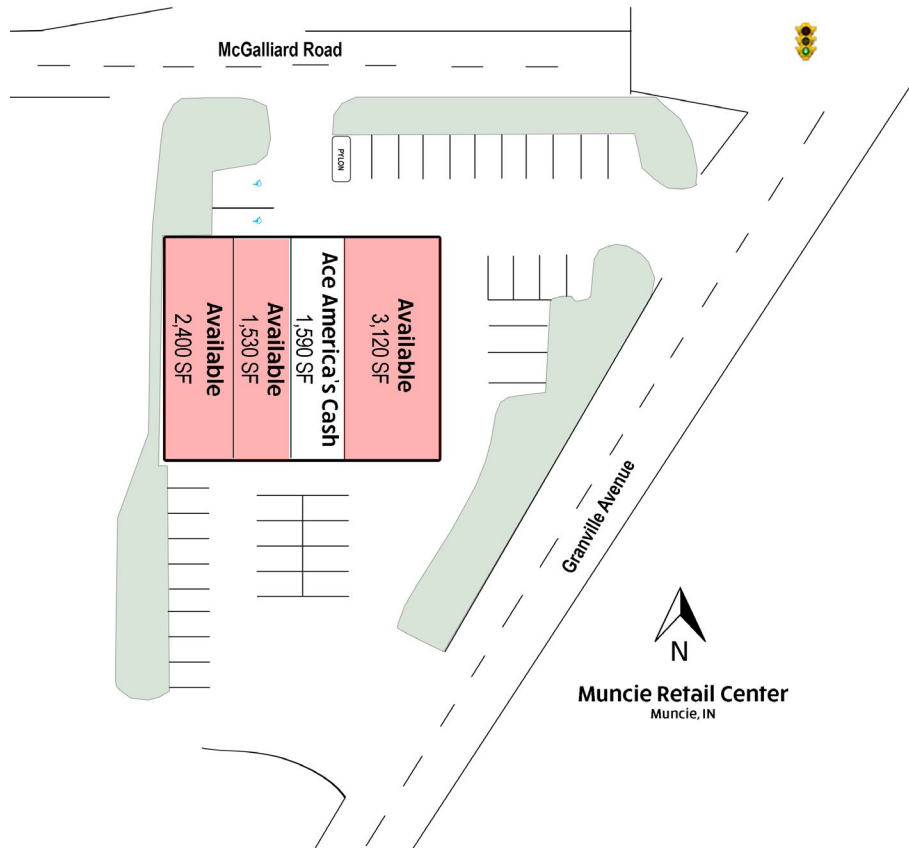 McGalliard Road
PYLON
Available
2,400 SF
Available
1,530 SF
Ace America's Cash
1,590 SF
Available
3,120 SF
Granville Avenue
N
Muncie Retail Center
Muncie, IN